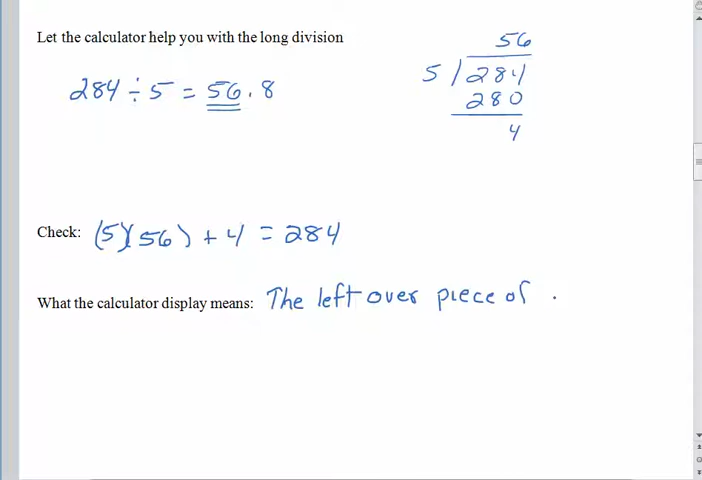 Let the calculator help you with the long division
56
284 ÷ 5 = 56.8
5 / 284
280
4
Check: (5)(56) + 4 = 284
What the calculator display means: The left over piece of .